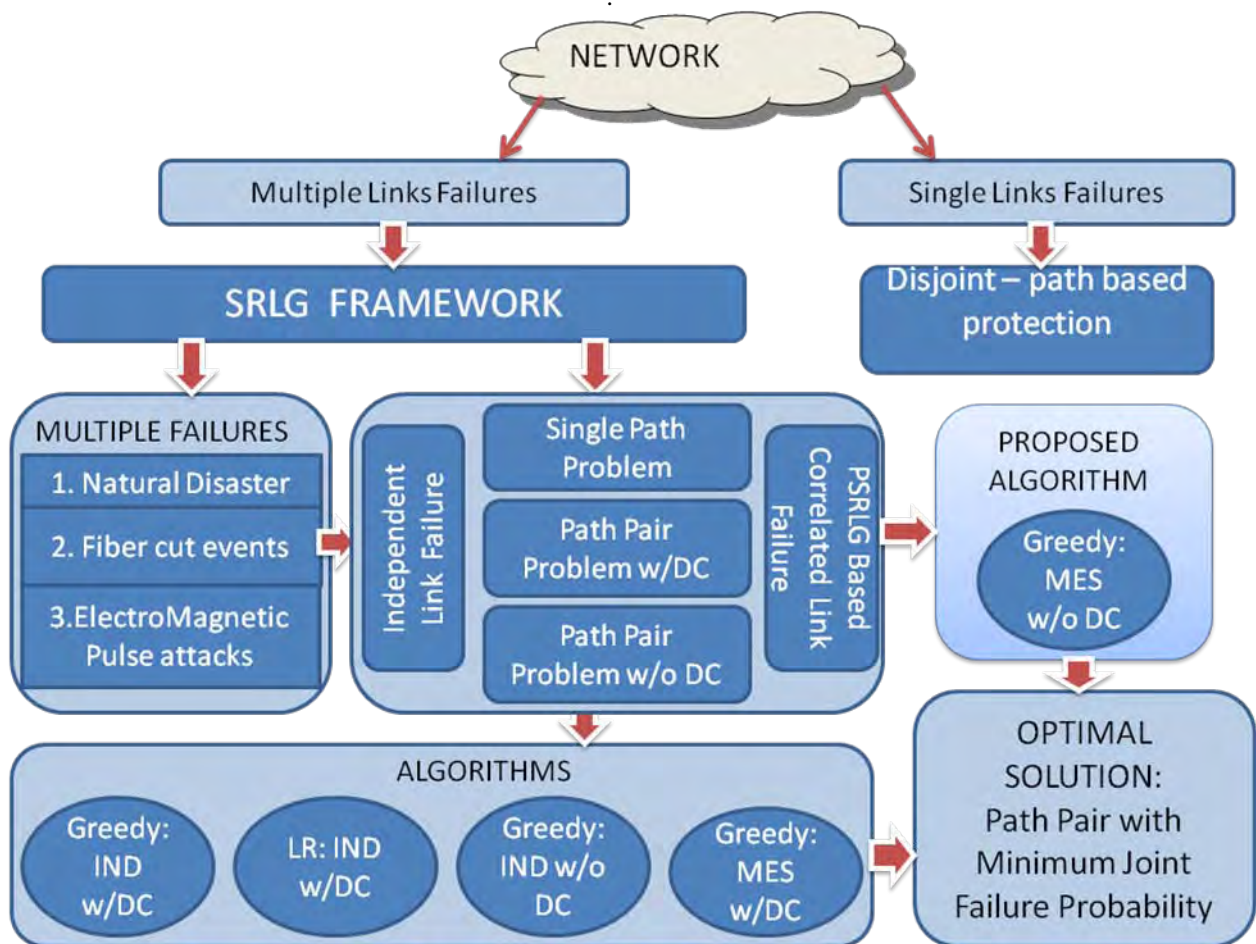 NETWORK
Multiple Links Failures
Single Links Failures
SRLG FRAMEWORK
Disjoint – path based
protection
MULTIPLE FAILURES
1. Natural Disaster
2. Fiber cut events
3.ElectroMagnetic
Pulse attacks
Independent
Link Failure
Single Path
Problem
Path Pair
Problem w/DC
Path Pair
Problem w/o DC
PSRLG Based
Correlated Link
Failure
PROPOSED
ALGORITHM
Greedy:
MES
w/o DC
ALGORITHMS
Greedy:
IND
w/DC
LR: IND
w/DC
Greedy:
IND w/o
DC
Greedy:
MES
w/DC
OPTIMAL
SOLUTION:
Path Pair with
Minimum Joint
Failure Probability